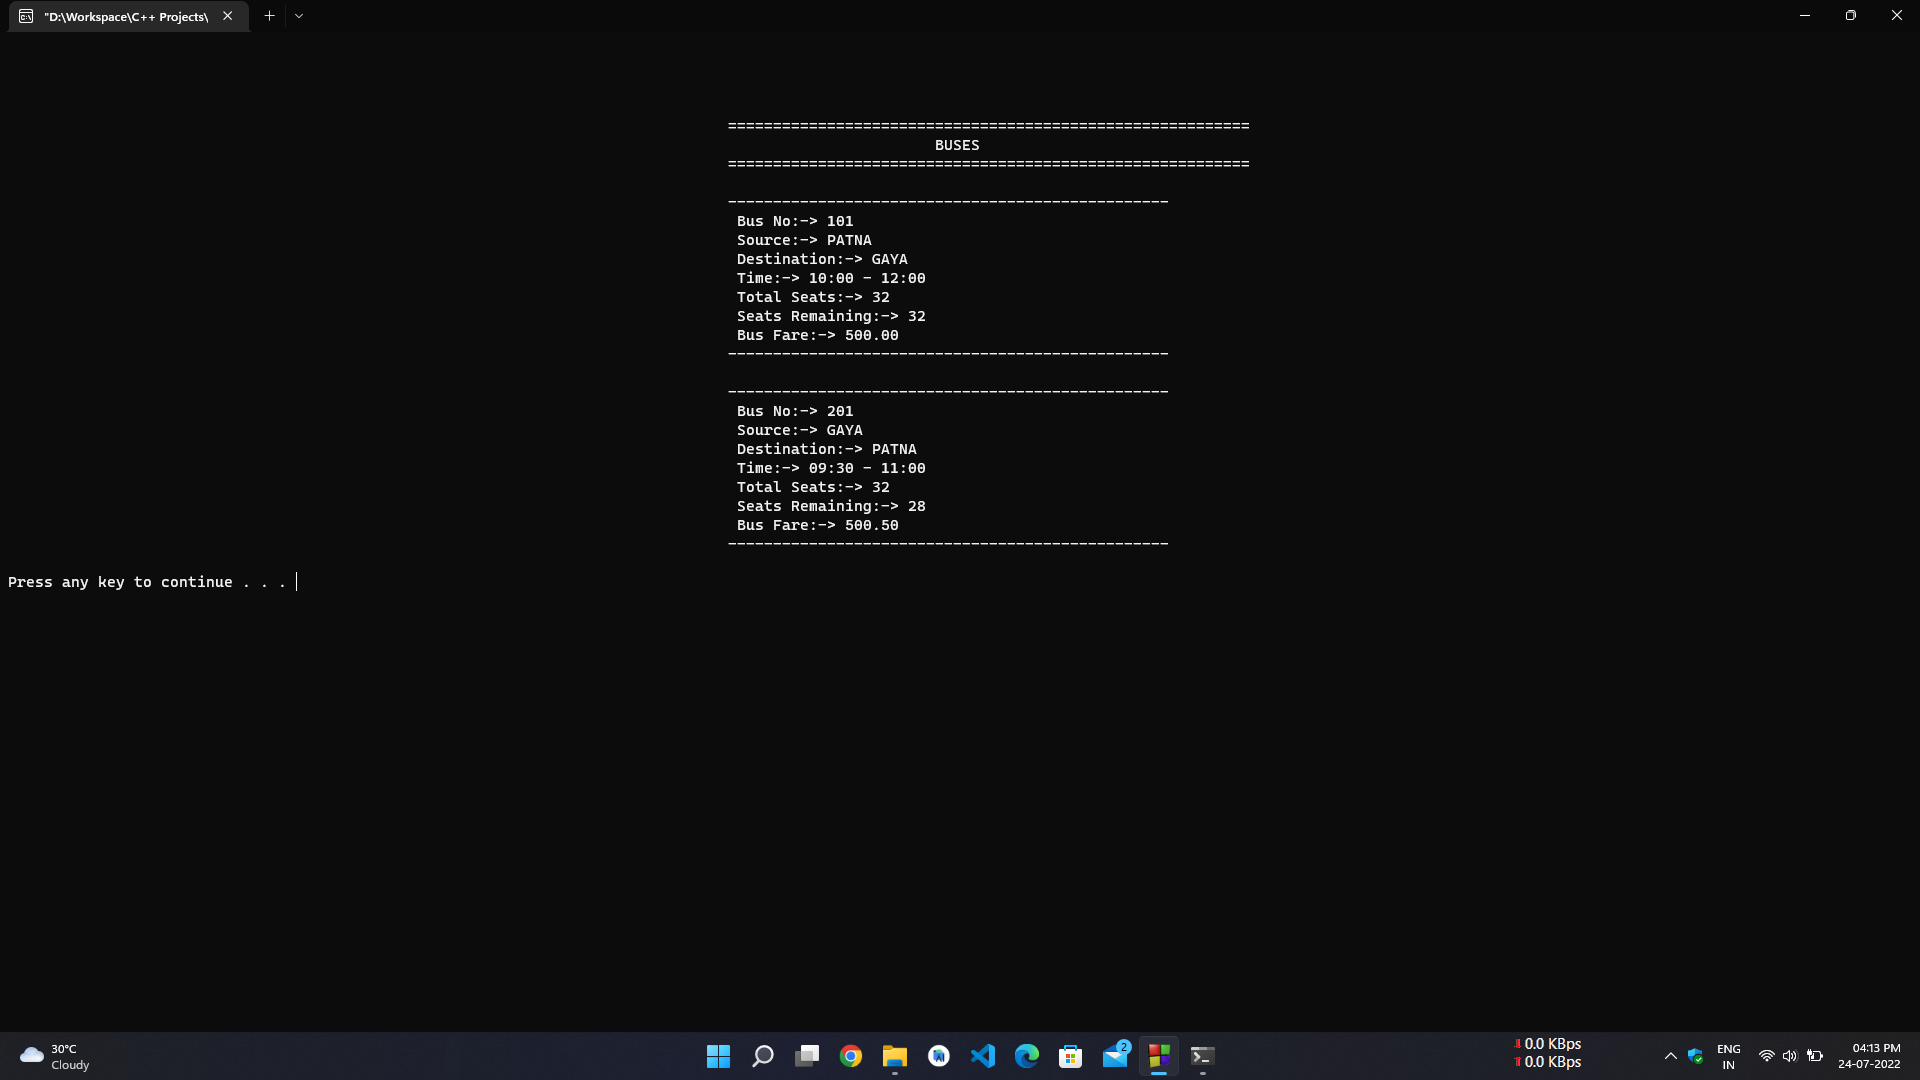 "D:\Workspace\C++ Projects\
==========================================================
BUSES
==========================================================
-------------------------------------------------
Bus No:-> 101
Source:-> PATNA
Destination:-> GAYA
Time:-> 10:00 - 12:00
Total Seats:-> 32
Seats Remaining:-> 32
Bus Fare:-> 500.00
-------------------------------------------------
-------------------------------------------------
Bus No:-> 201
Source:-> GAYA
Destination:-> PATNA
Time:-> 09:30 - 11:00
Total Seats:-> 32
Seats Remaining:-> 28
Bus Fare:-> 500.50
-------------------------------------------------
Press any key to continue . . .
30°C
Cloudy
AI
2
0.0 KBps
0.0 KBps
ENG
IN
04:13 PM
24-07-2022